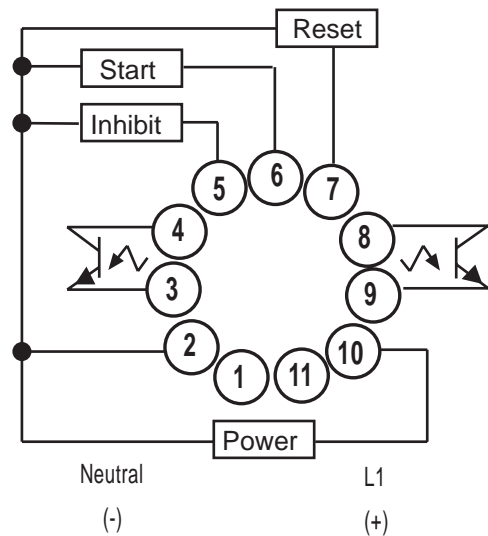 Reset
Start
Inhibit
6
5
7
4
8
3
9
2
10
1
11
Power
Neutral
L1
(-)
(+)